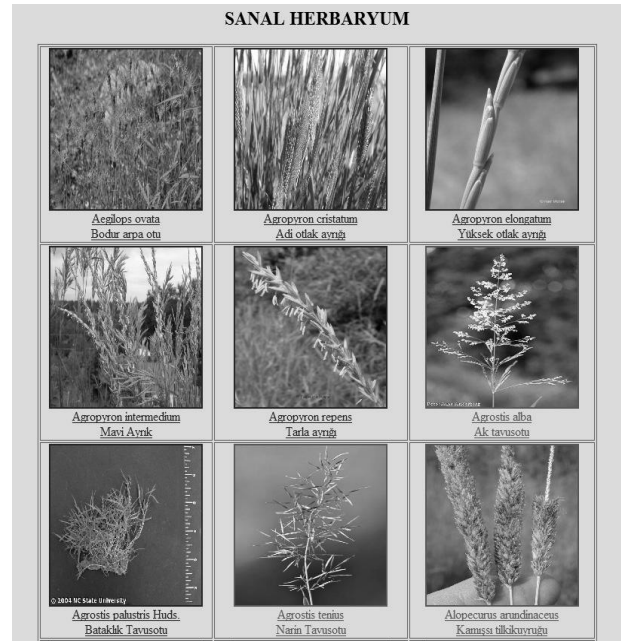 SANAL HERBARYUM
Aegilops ovata
Bodur arpa otu
Agropyron cristatum
Adi otlak ayrığı
Agropyron elongatum
Yüksek otlak ayrığı
Agropyron intermedium
Mavi Ayrık
Agropyron repens
Tarla ayrığı
Agrostis alba
Ak tavusotu
© 2004 NC State University
Agrostis palustris Huds.
Bataklık Tavusotu
Agrostis tenius
Narin Tavusotu
Alopecurus arundinaceus
Kamışsı tilkikuyruğu